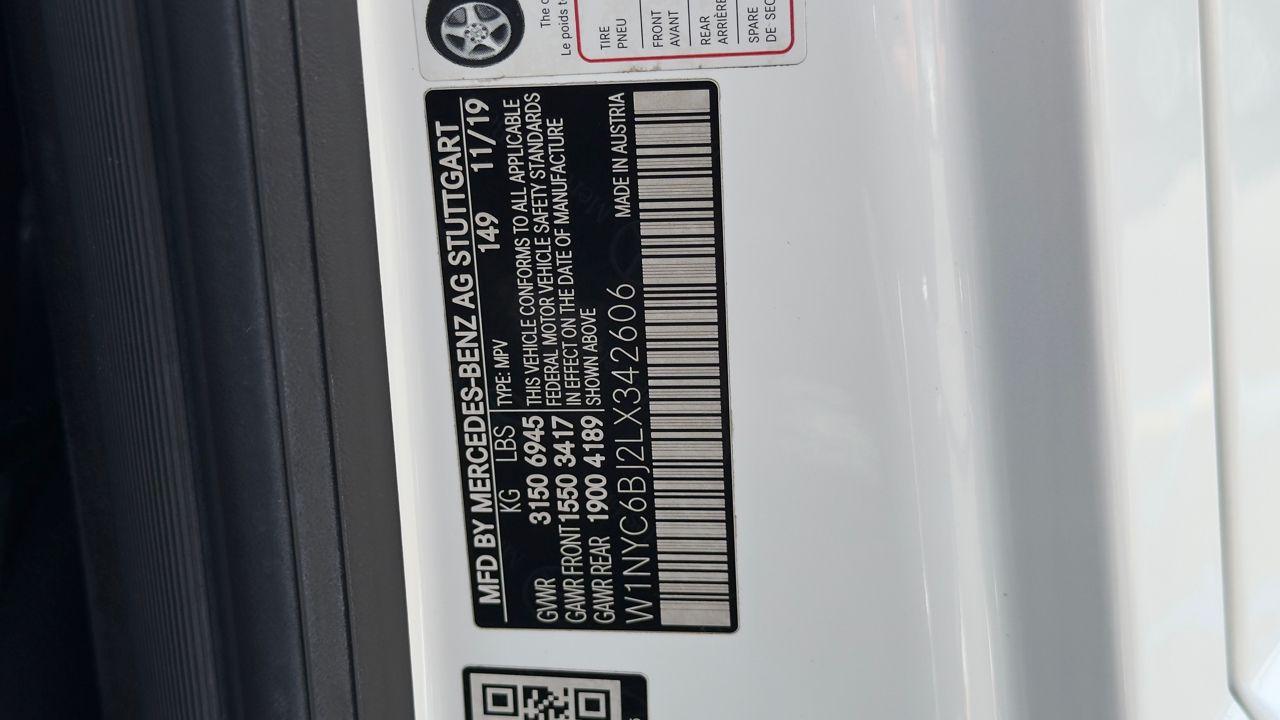 MFD BY MERCEDES-BENZ AG STUTTGART
149 11/19
KG LBS TYPE: MPV
GVWR 3150 6945 THIS VEHICLE CONFORMS TO ALL APPLICABLE
FEDERAL MOTOR VEHICLE SAFETY STANDARDS
GAWR FRONT 1550 3417 IN EFFECT ON THE DATE OF MANUFACTURE
GAWR REAR 1900 4189 SHOWN ABOVE
W1NYC6BJ2LX342606 MADE IN AUSTRIA
The
Le poids
TIRE
PNEU
FRONT
AVANT
REAR
ARRIÈRE
SPARE
DE